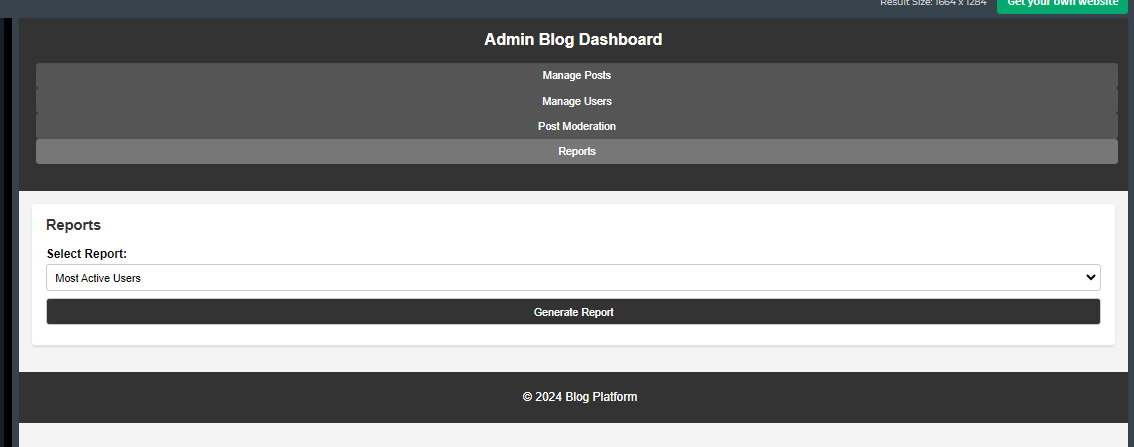 Result Size: 1664 x 1284
Get your own website
Admin Blog Dashboard
Manage Posts
Manage Users
Post Moderation
Reports
Reports
Select Report:
Most Active Users
Generate Report
© 2024 Blog Platform